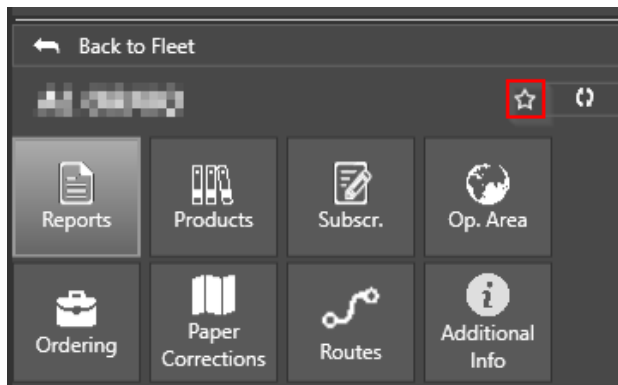 Back to Fleet
Reports
Products
Subscr.
Op. Area
Ordering
Paper
Corrections
Routes
Additional
Info